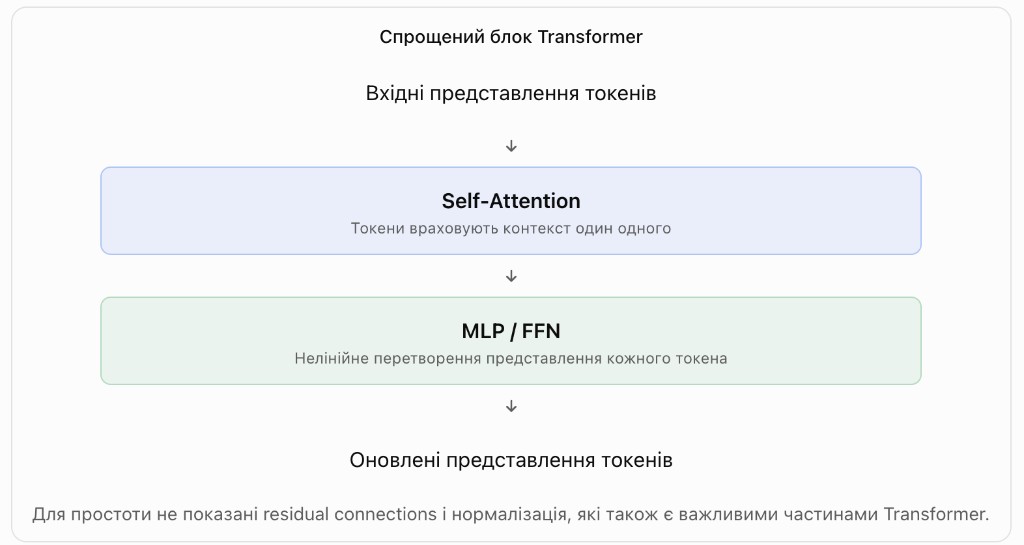 Спрощений блок Transformer
Вхідні представлення токенів
↓
Self-Attention
Токени враховують контекст один одного
↓
MLP / FFN
Нелінійне перетворення представлення кожного токена
↓
Оновлені представлення токенів
Для простоти не показані residual connections і нормалізація, які також є важливими частинами Transformer.